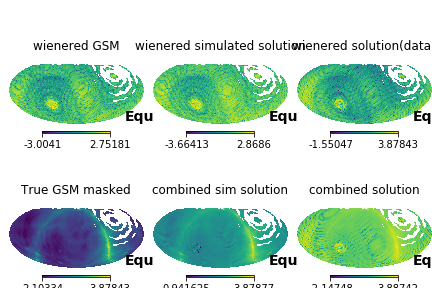 wienered GSM wienered simulated solution wienered solution(data
Equ Equ Equ
-3.0041 2.75181 -3.66413 2.8686 -1.55047 3.87843
True GSM masked combined sim solution combined solution
Equ Equ Equ
3.87843 3.87877 3.88742